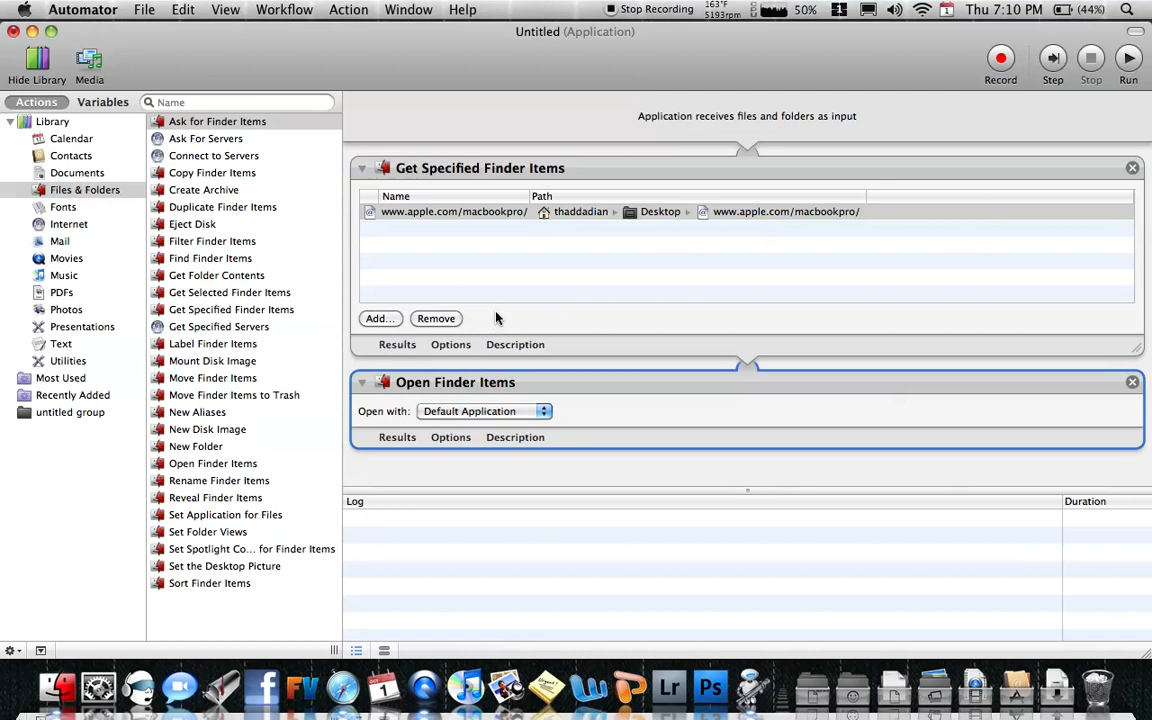 Automator File Edit View Workflow Action Window Help Stop Recording 163°F 5193rpm 50% 1 1 Thu 7:10 PM (44%)
Untitled (Application)
Hide Library Media Record Step Stop Run
Actions Variables Name
Application receives files and folders as input
Library
Calendar
Contacts
Documents
Files & Folders
Fonts
Internet
Mail
Movies
Music
PDFs
Photos
Presentations
Text
Utilities
Most Used
Recently Added
untitled group
Ask for Finder Items
Ask For Servers
Connect to Servers
Copy Finder Items
Create Archive
Duplicate Finder Items
Eject Disk
Filter Finder Items
Find Finder Items
Get Folder Contents
Get Selected Finder Items
Get Specified Finder Items
Get Specified Servers
Label Finder Items
Mount Disk Image
Move Finder Items
Move Finder Items to Trash
New Aliases
New Disk Image
New Folder
Open Finder Items
Rename Finder Items
Reveal Finder Items
Set Application for Files
Set Folder Views
Set Spotlight Co... for Finder Items
Set the Desktop Picture
Sort Finder Items
Get Specified Finder Items
Name Path
www.apple.com/macbookpro/ thaddadian Desktop www.apple.com/macbookpro/
Add... Remove
Results Options Description
Open Finder Items
Open with: Default Application
Results Options Description
Log Duration
FV 1 Lr Ps